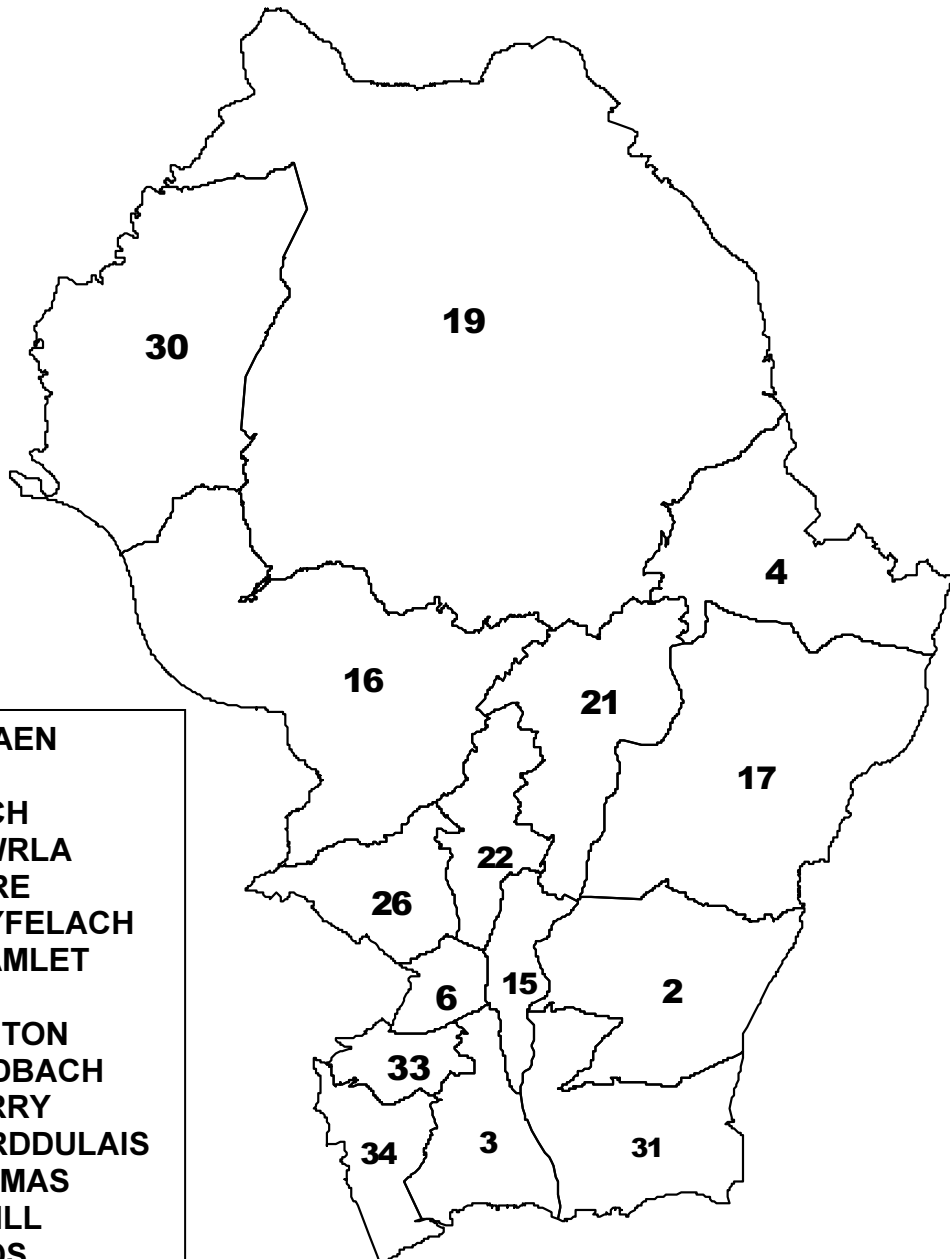 19
30
4
16
21
17
22
26
15
2
6
33
3
34
31
AEN
CH
WRLA
RE
YFELACH
AMLET
TON
DBACH
RRY
RDDULAIS
MAS
ILL